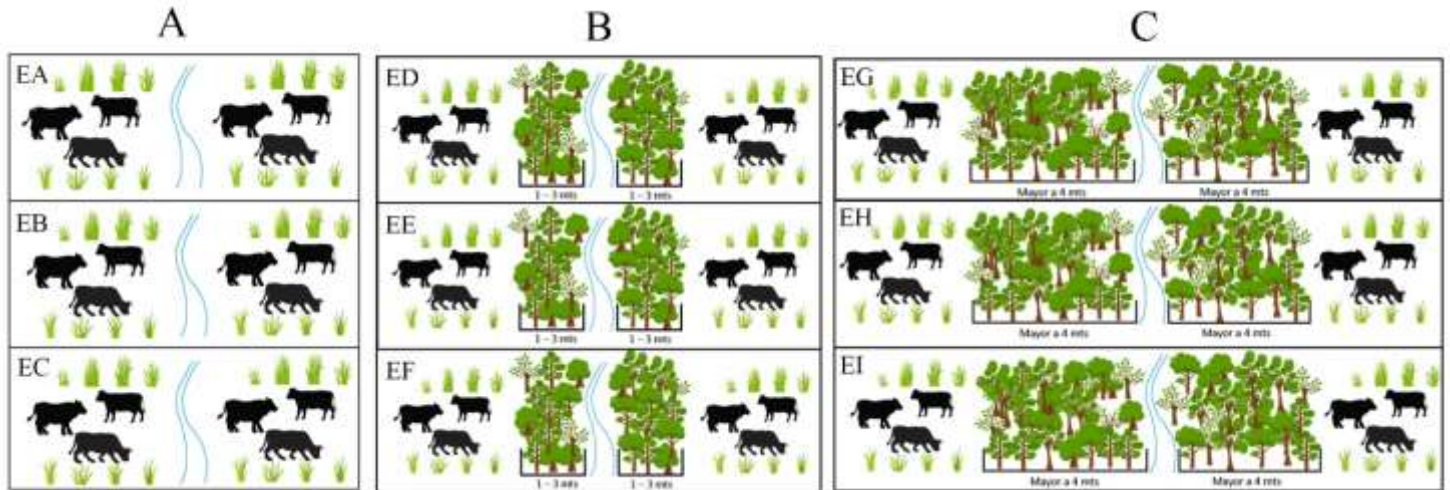 A
B
C
EA
ED
EG
1 – 3 mts
1 – 3 mts
Mayor a 4 mts
Mayor a 4 mts
EB
EE
EH
1 – 3 mts
1 – 3 mts
Mayor a 4 mts
Mayor a 4 mts
EC
EF
EI
1 – 3 mts
1 – 3 mts
Mayor a 4 mts
Mayor a 4 mts